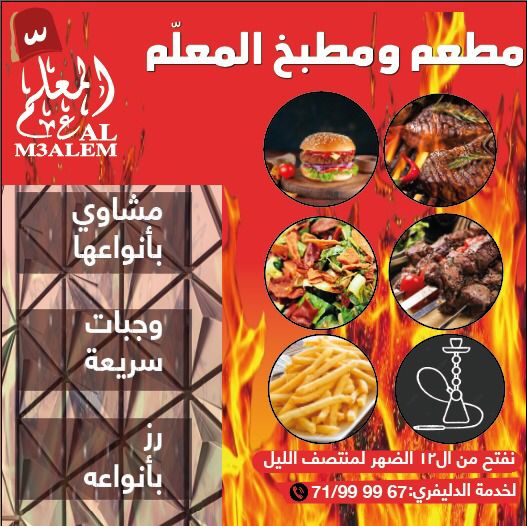 مطعم ومطبخ المعلّم
المعلّم
AL
M3ALEM
مشاوي
بأنواعها
وجبات
سريعة
رز
بأنواعه
نفتح من ال١٢ الضهر لمنتصف الليل
لخدمة الدليفري:71/99 99 67